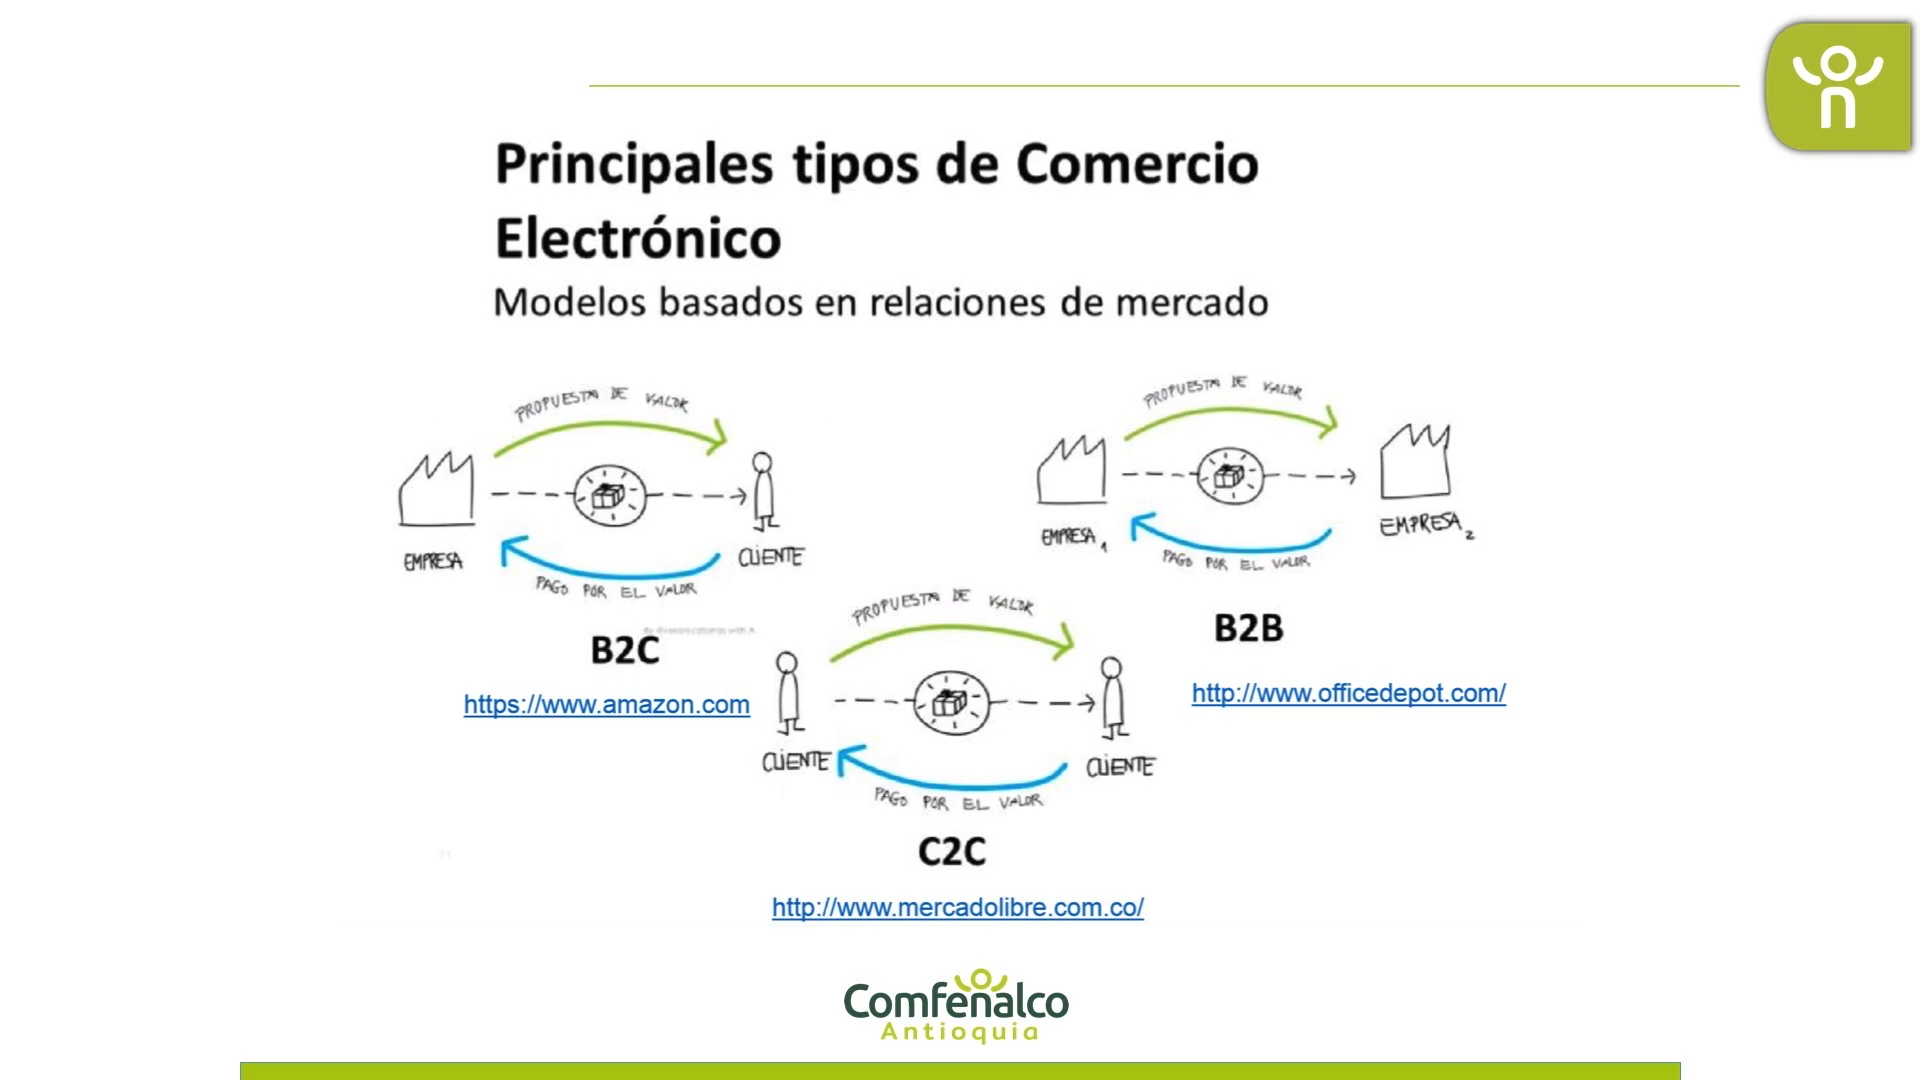 Principales tipos de Comercio
Electrónico
Modelos basados en relaciones de mercado
PROPUESTA DE VALOR
EMPRESA
CLIENTE
PAGO POR EL VALOR
B2C
https://www.amazon.com
PROPUESTA DE VALOR
EMPRESA 1
EMPRESA 2
PAGO POR EL VALOR
B2B
http://www.officedepot.com/
PROPUESTA DE VALOR
CLIENTE
CLIENTE
PAGO POR EL VALOR
C2C
http://www.mercadolibre.com.co/
Comfenalco
Antioquia